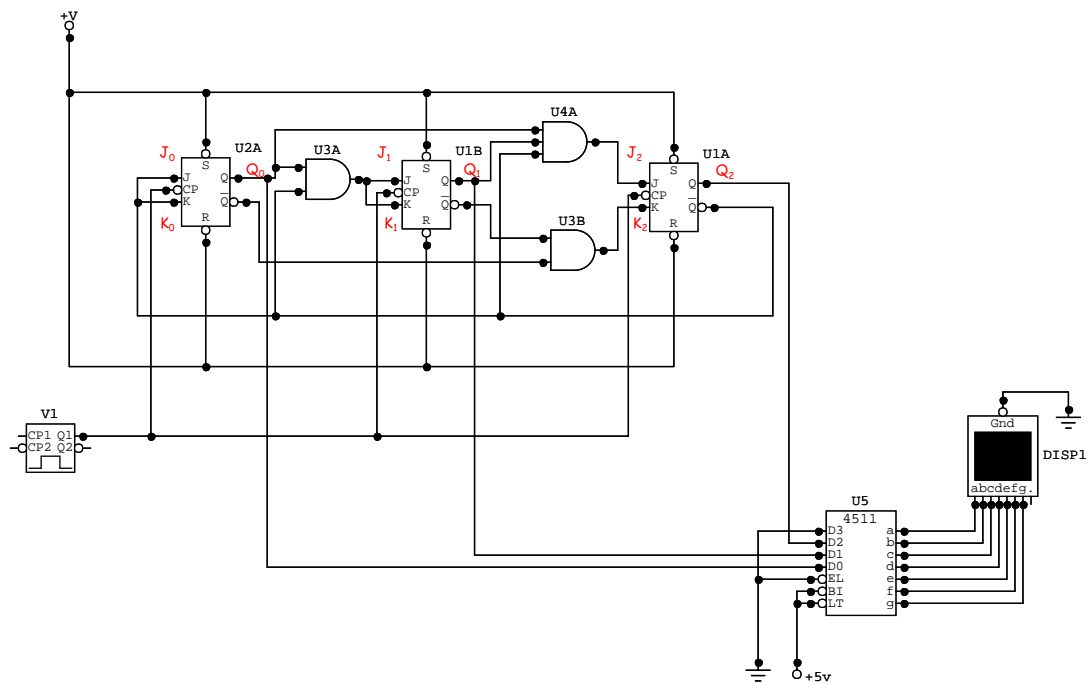 +V
U4A
U2A
U3A
U1B
U1A
J₀
J₁
J₂
Q₀
Q₁
Q₂
S
J
Q
CP
K
Q̅
R
S
J
Q
CP
K
Q̅
R
S
J
Q
CP
K
Q̅
R
K₀
K₁
K₂
U3B
V1
CP1 Q1
CP2 Q2
Gnd
DISP1
abcdefg.
U5
4511
D3 a
D2 b
D1 c
D0 d
EL e
BI f
LT g
+5v